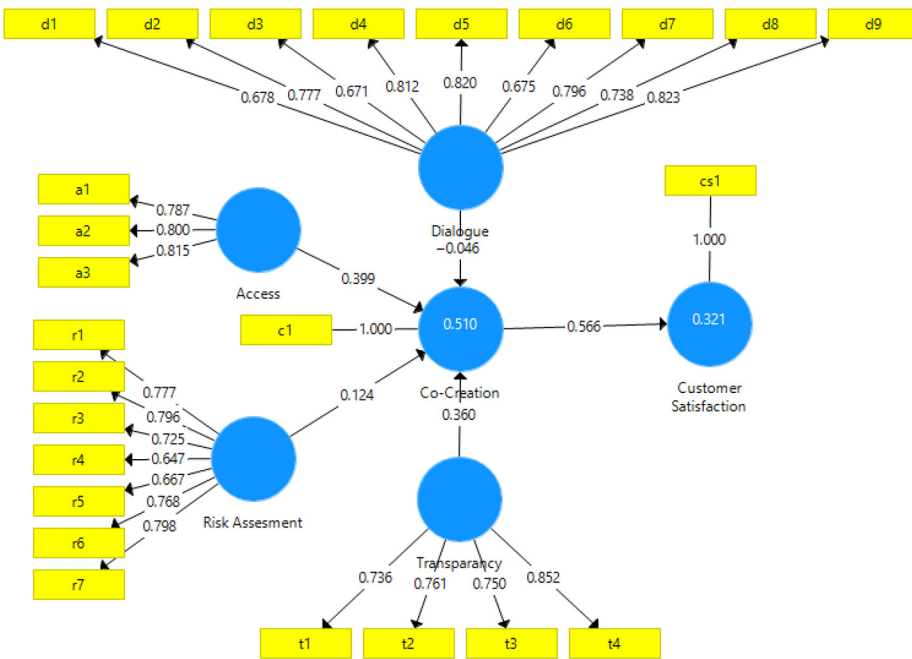 d1 d2 d3 d4 d5 d6 d7 d8 d9
0.678 0.777 0.671 0.812 0.820 0.675 0.796 0.738 0.823
a1
a2
a3
0.787
0.800
0.815
Access
Dialogue
−0.046
cs1
1.000
0.399
c1
1.000
0.510
Co-Creation
0.566
0.321
Customer
Satisfaction
r1
r2
r3
r4
r5
r6
r7
0.777
0.796
0.725
0.647
0.667
0.768
0.798
Risk Assesment
0.124
0.360
Transparancy
0.736 0.761 0.750 0.852
t1 t2 t3 t4